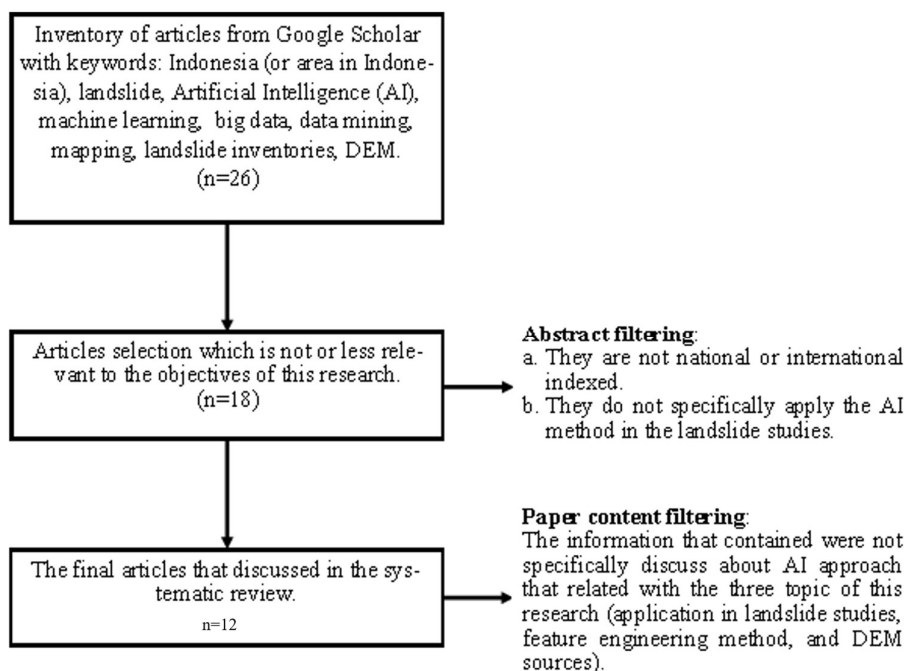 Inventory of articles from Google Scholar
with keywords: Indonesia (or area in Indone-
sia), landslide, Artificial Intelligence (AI),
machine learning, big data, data mining,
mapping, landslide inventories, DEM.
(n=26)
Articles selection which is not or less rele-
vant to the objectives of this research.
(n=18)
Abstract filtering:
a. They are not national or international
indexed.
b. They do not specifically apply the AI
method in the landslide studies.
The final articles that discussed in the sys-
tematic review.
n=12
Paper content filtering:
The information that contained were not
specifically discuss about AI approach
that related with the three topic of this
research (application in landslide studies,
feature engineering method, and DEM
sources).